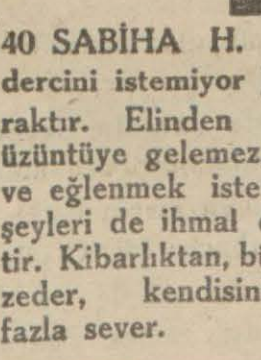 40 SABİHA H.
dercini istemiyor
raktır. Elinden
üzüntüye gelemez
ve eğlenmek iste
şeyleri de ihmal
tir. Kibarlıktan, bi
zeder, kendisin
fazla sever.